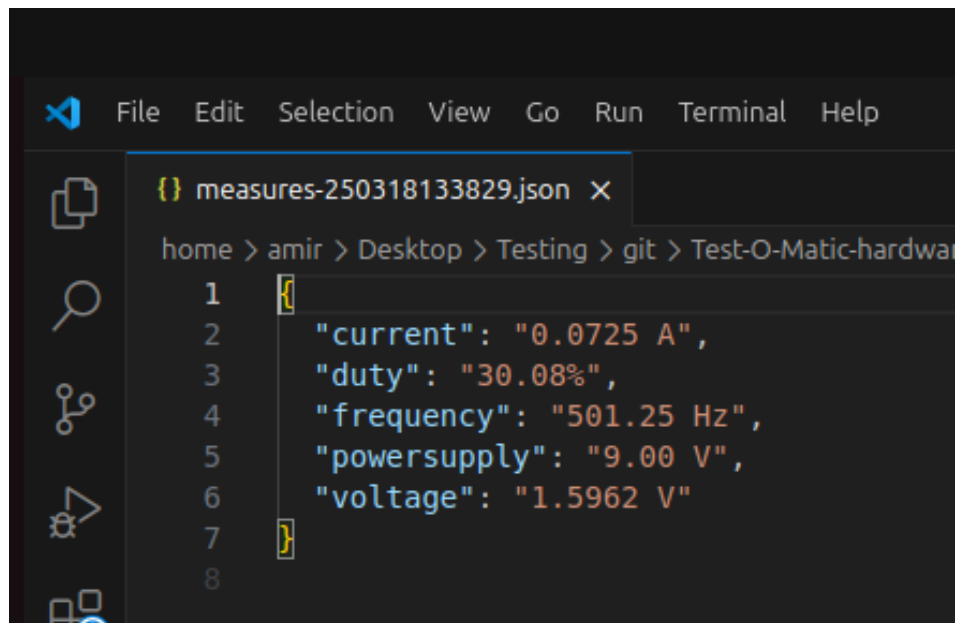 File Edit Selection View Go Run Terminal Help
{} measures-250318133829.json ×
home > amir > Desktop > Testing > git > Test-O-Matic-hardwar
1 {
2 "current": "0.0725 A",
3 "duty": "30.08%",
4 "frequency": "501.25 Hz",
5 "powersupply": "9.00 V",
6 "voltage": "1.5962 V"
7 }
8